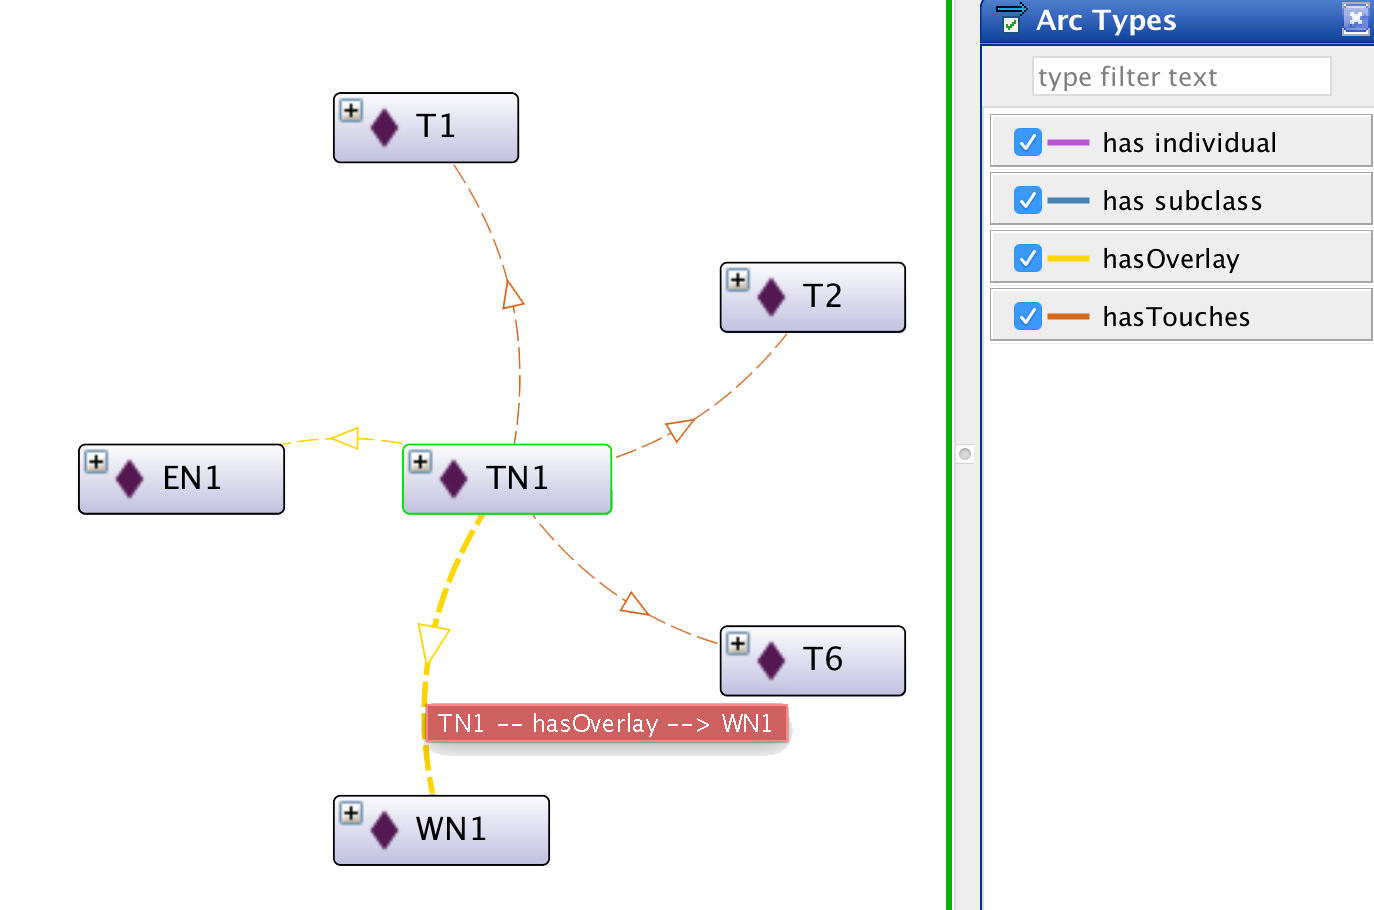 Arc Types
type filter text
has individual
has subclass
hasOverlay
hasTouches
T1
T2
EN1
TN1
T6
TN1 -- hasOverlay --> WN1
WN1